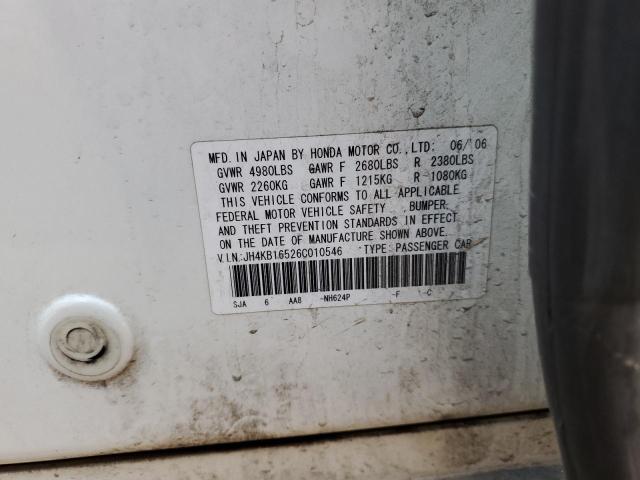 MFD. IN JAPAN BY HONDA MOTOR CO.,LTD: 06/'06
GVWR 4980LBS GAWR F 2680LBS R 2380LBS
GVWR 2260KG GAWR F 1215KG R 1080KG
THIS VEHICLE CONFORMS TO ALL APPLICABLE
FEDERAL MOTOR VEHICLE SAFETY , BUMPER,
AND THEFT PREVENTION STANDARDS IN EFFECT
ON THE DATE OF MANUFACTURE SHOWN ABOVE.
V.I.N:JH4KB16526C010546 TYPE: PASSENGER CAR
SJA 6 AA8 -NH624P -F -C